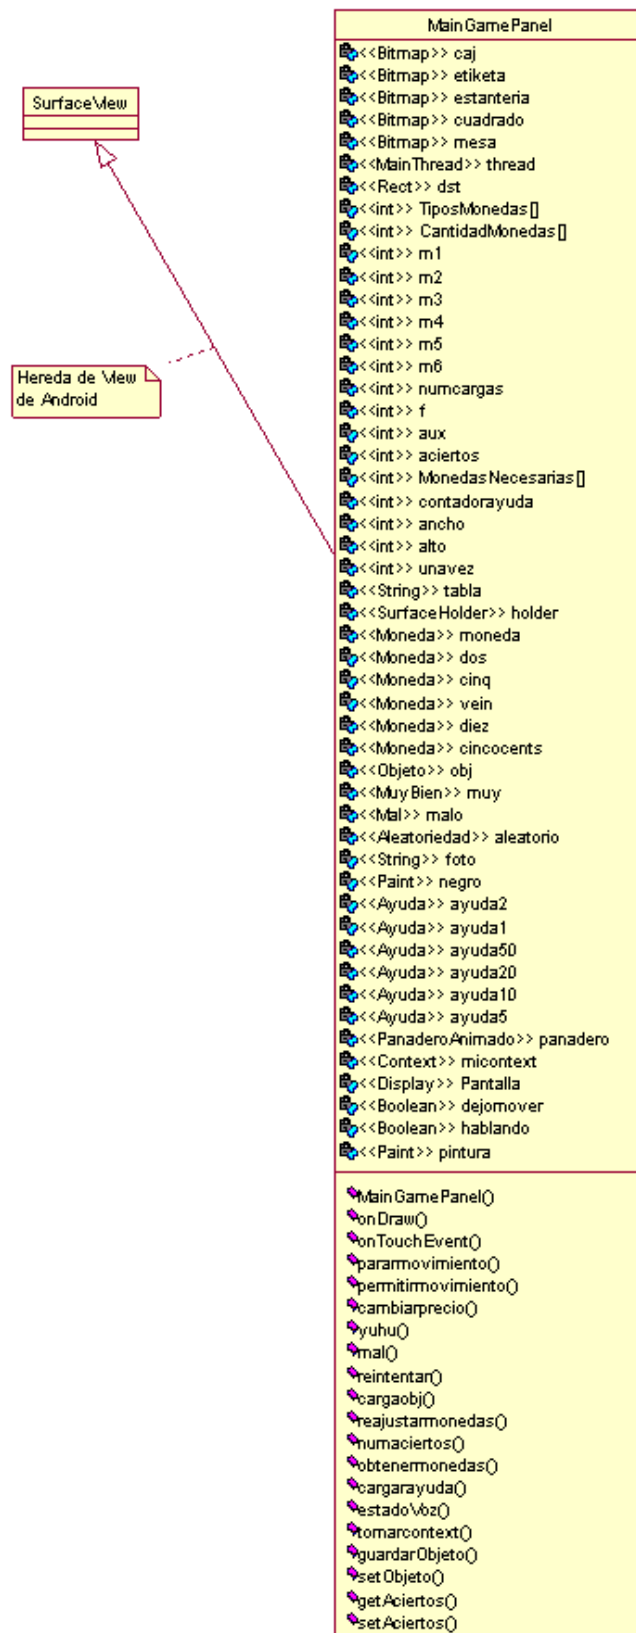 MainGamePanel
<<Bitmap>> caj
<<Bitmap>> etiketa
<<Bitmap>> estanteria
<<Bitmap>> cuadrado
<<Bitmap>> mesa
<<MainThread>> thread
<<Rect>> dst
<<int>> TiposMonedas[]
<<int>> CantidadMonedas[]
<<int>> m1
<<int>> m2
<<int>> m3
<<int>> m4
<<int>> m5
<<int>> m6
<<int>> numcargas
<<int>> f
<<int>> aux
<<int>> aciertos
<<int>> MonedasNecesarias[]
<<int>> contadorayuda
<<int>> ancho
<<int>> alto
<<int>> unavez
<<String>> tabla
<<SurfaceHolder>> holder
<<Moneda>> moneda
<<Moneda>> dos
<<Moneda>> cinq
<<Moneda>> vein
<<Moneda>> diez
<<Moneda>> cincocents
<<Objeto>> obj
<<MuyBien>> muy
<<Mal>> malo
<<Aleatoriedad>> aleatorio
<<String>> foto
<<Paint>> negro
<<Ayuda>> ayuda2
<<Ayuda>> ayuda1
<<Ayuda>> ayuda50
<<Ayuda>> ayuda20
<<Ayuda>> ayuda10
<<Ayuda>> ayuda5
<<PanaderoAnimado>> panadero
<<Context>> micontext
<<Display>> Pantalla
<<Boolean>> dejomover
<<Boolean>> hablando
<<Paint>> pintura
MainGamePanel()
onDraw()
onTouchEvent()
pararmovimiento()
permitirmovimiento()
cambiarprecio()
yuhu()
mal()
reintentar()
cargaobj()
reajustarmonedas()
numaciertos()
obtenermonedas()
cargarayuda()
estadoVoz()
tomarcontext()
guardarObjeto()
setObjeto()
getAciertos()
setAciertos()
SurfaceView
Hereda de View
de Android